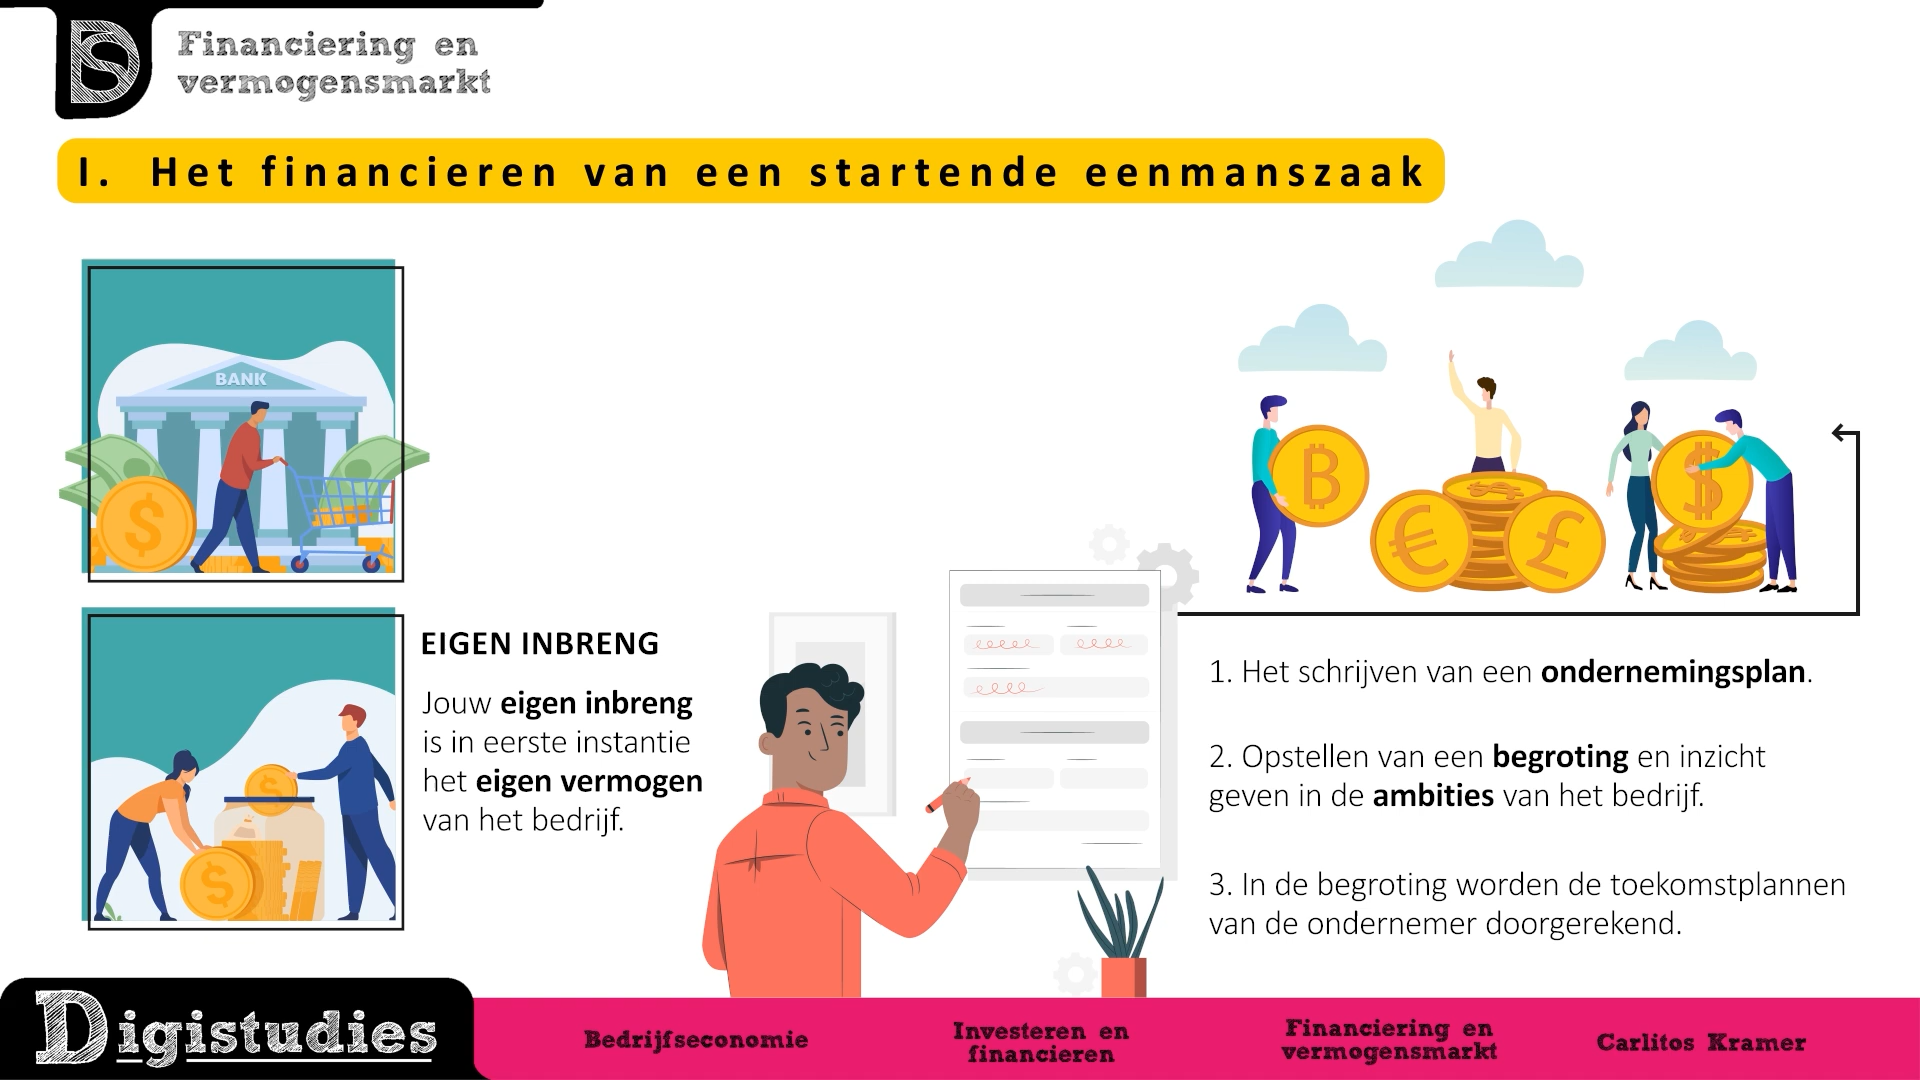 Financiering en
vermogensmarkt
I. Het financieren van een startende eenmanszaak
BANK
EIGEN INBRENG
Jouw eigen inbreng
is in eerste instantie
het eigen vermogen
van het bedrijf.
1. Het schrijven van een ondernemingsplan.
2. Opstellen van een begroting en inzicht
geven in de ambities van het bedrijf.
3. In de begroting worden de toekomstplannen
van de ondernemer doorgerekend.
Digistudies
Bedrijfseconomie
Investeren en
financieren
Financiering en
vermogensmarkt
Carlitos Kramer